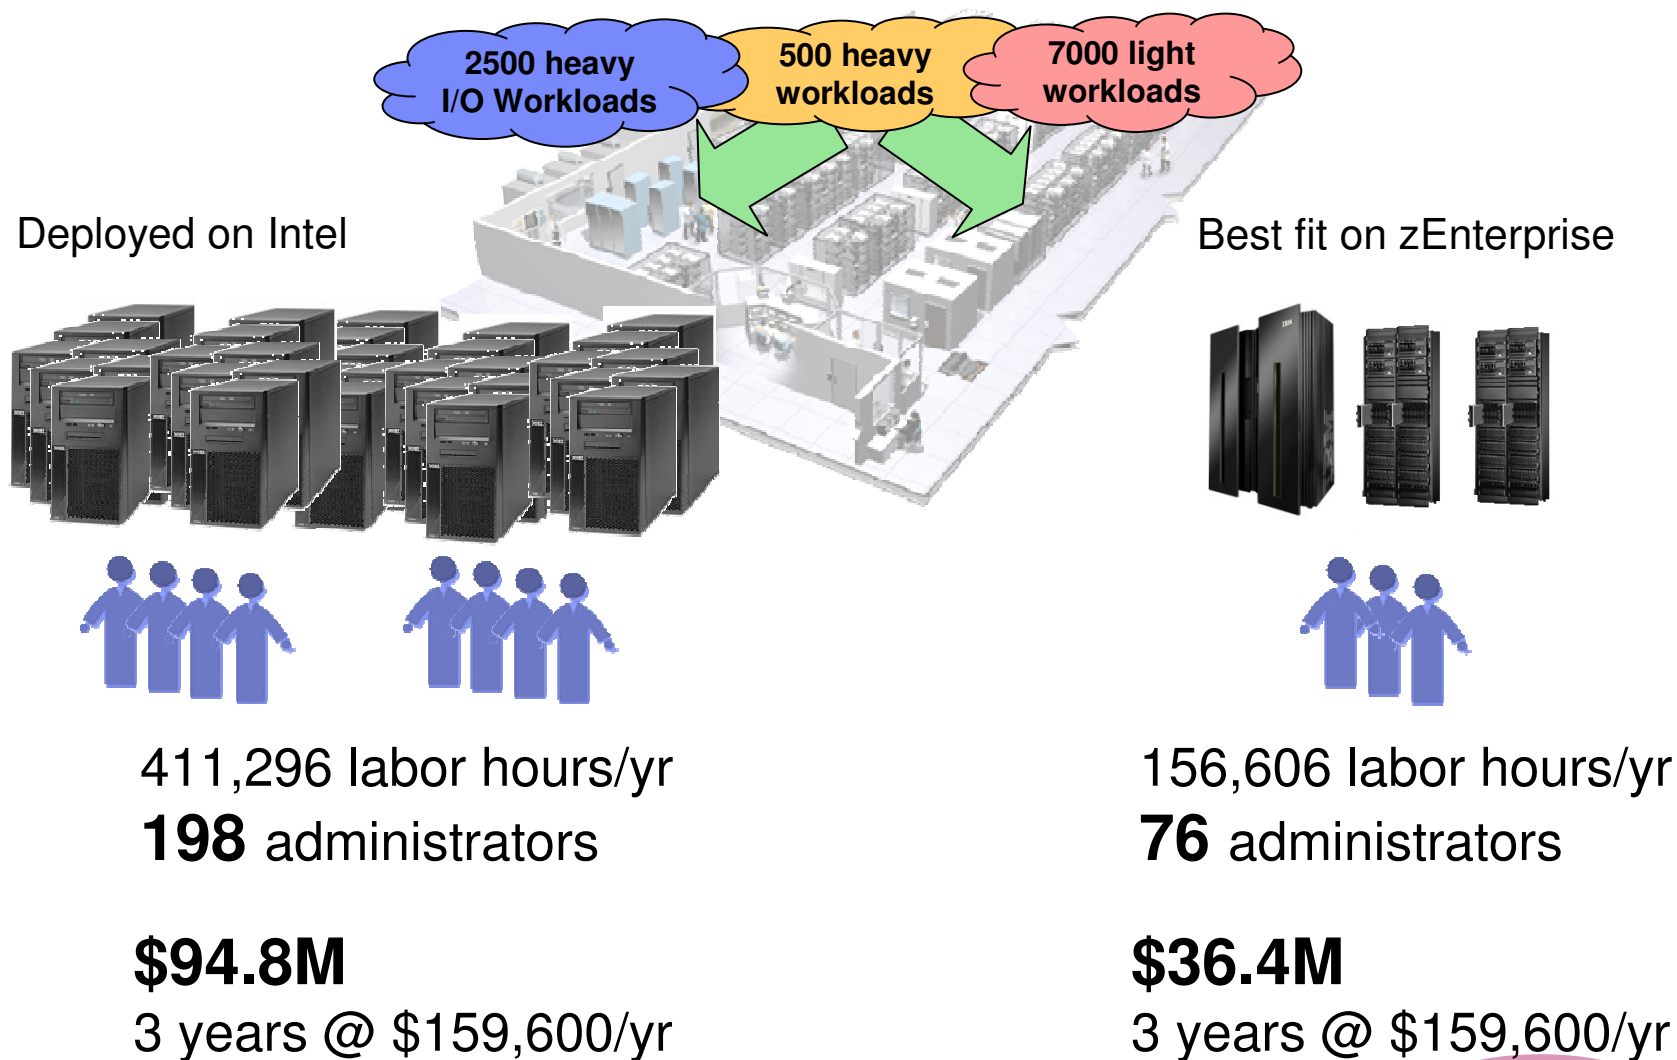 2500 heavy
I/O Workloads
500 heavy
workloads
7000 light
workloads
Deployed on Intel
Best fit on zEnterprise
IBM
411,296 labor hours/yr
198 administrators
$94.8M
3 years @ $159,600/yr
156,606 labor hours/yr
76 administrators
$36.4M
3 years @ $159,600/yr